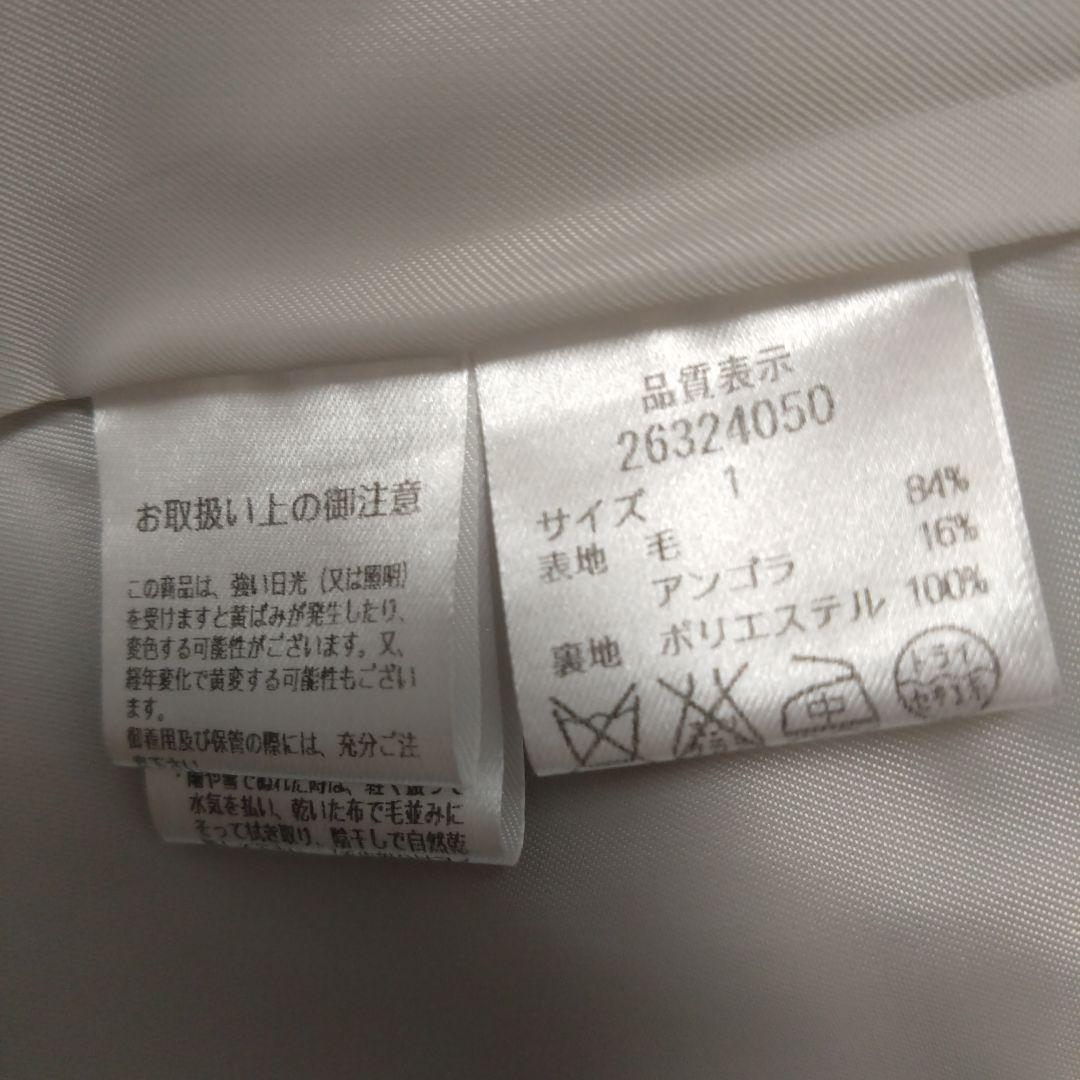 お取扱い上の御注意
この商品は、強い日光（又は照明）
を受けますと黄ばみが発生したり、
変色する可能性がございます。又、
経年変化で黄変する可能性もござい
ます。
御着用及び保管の際には、充分ご注
水気を払い、乾いた布で毛並みに
そって拭き取り、陰干しで自然乾
品質表示
26324050
サイズ 1
表地 毛 84%
アンゴラ 16%
裏地 ポリエステル 100%
中
ドライ
セキユ系